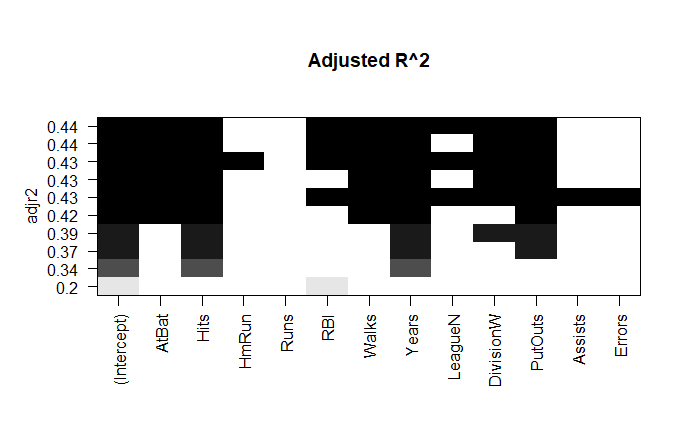 Adjusted R^2
adjr2
0.44
0.44
0.43
0.43
0.43
0.42
0.39
0.37
0.34
0.2
(Intercept)
AtBat
Hits
HmRun
Runs
RBI
Walks
Years
LeagueN
DivisionW
PutOuts
Assists
Errors